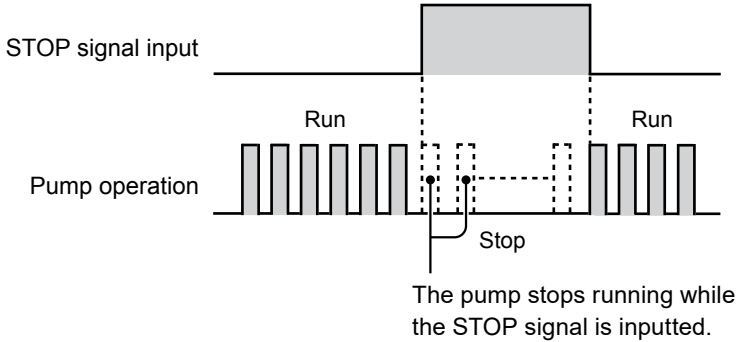 STOP signal input
Run
Run
Pump operation
Stop
The pump stops running while
the STOP signal is inputted.